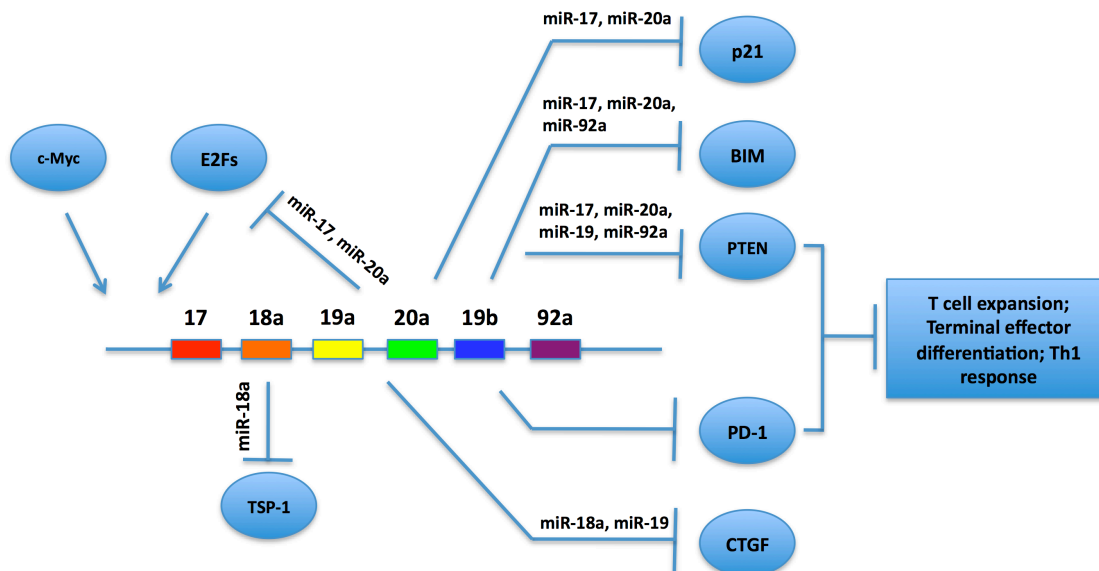 miR-17, miR-20a
p21
miR-17, miR-20a,
miR-92a
BIM
c-Myc
E2Fs
miR-17, miR-20a
miR-17, miR-20a,
miR-19, miR-92a
PTEN
T cell expansion;
Terminal effector
differentiation; Th1
response
17
18a
19a
20a
19b
92a
miR-18a
TSP-1
PD-1
miR-18a, miR-19
CTGF